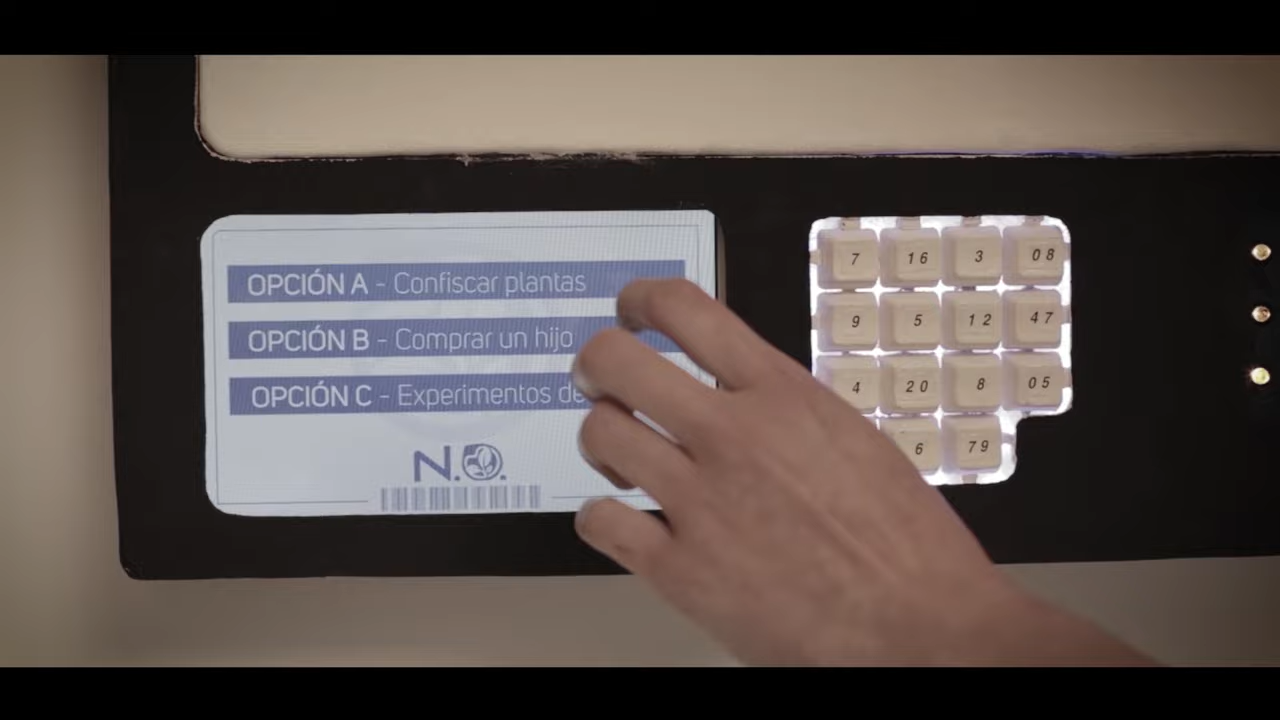 OPCIÓN A - Confiscar plantas
OPCIÓN B - Comprar un hijo
OPCIÓN C - Experimentos de
N.O.
7 16 3 08
9 5 12 47
4 20 8 05
6 79